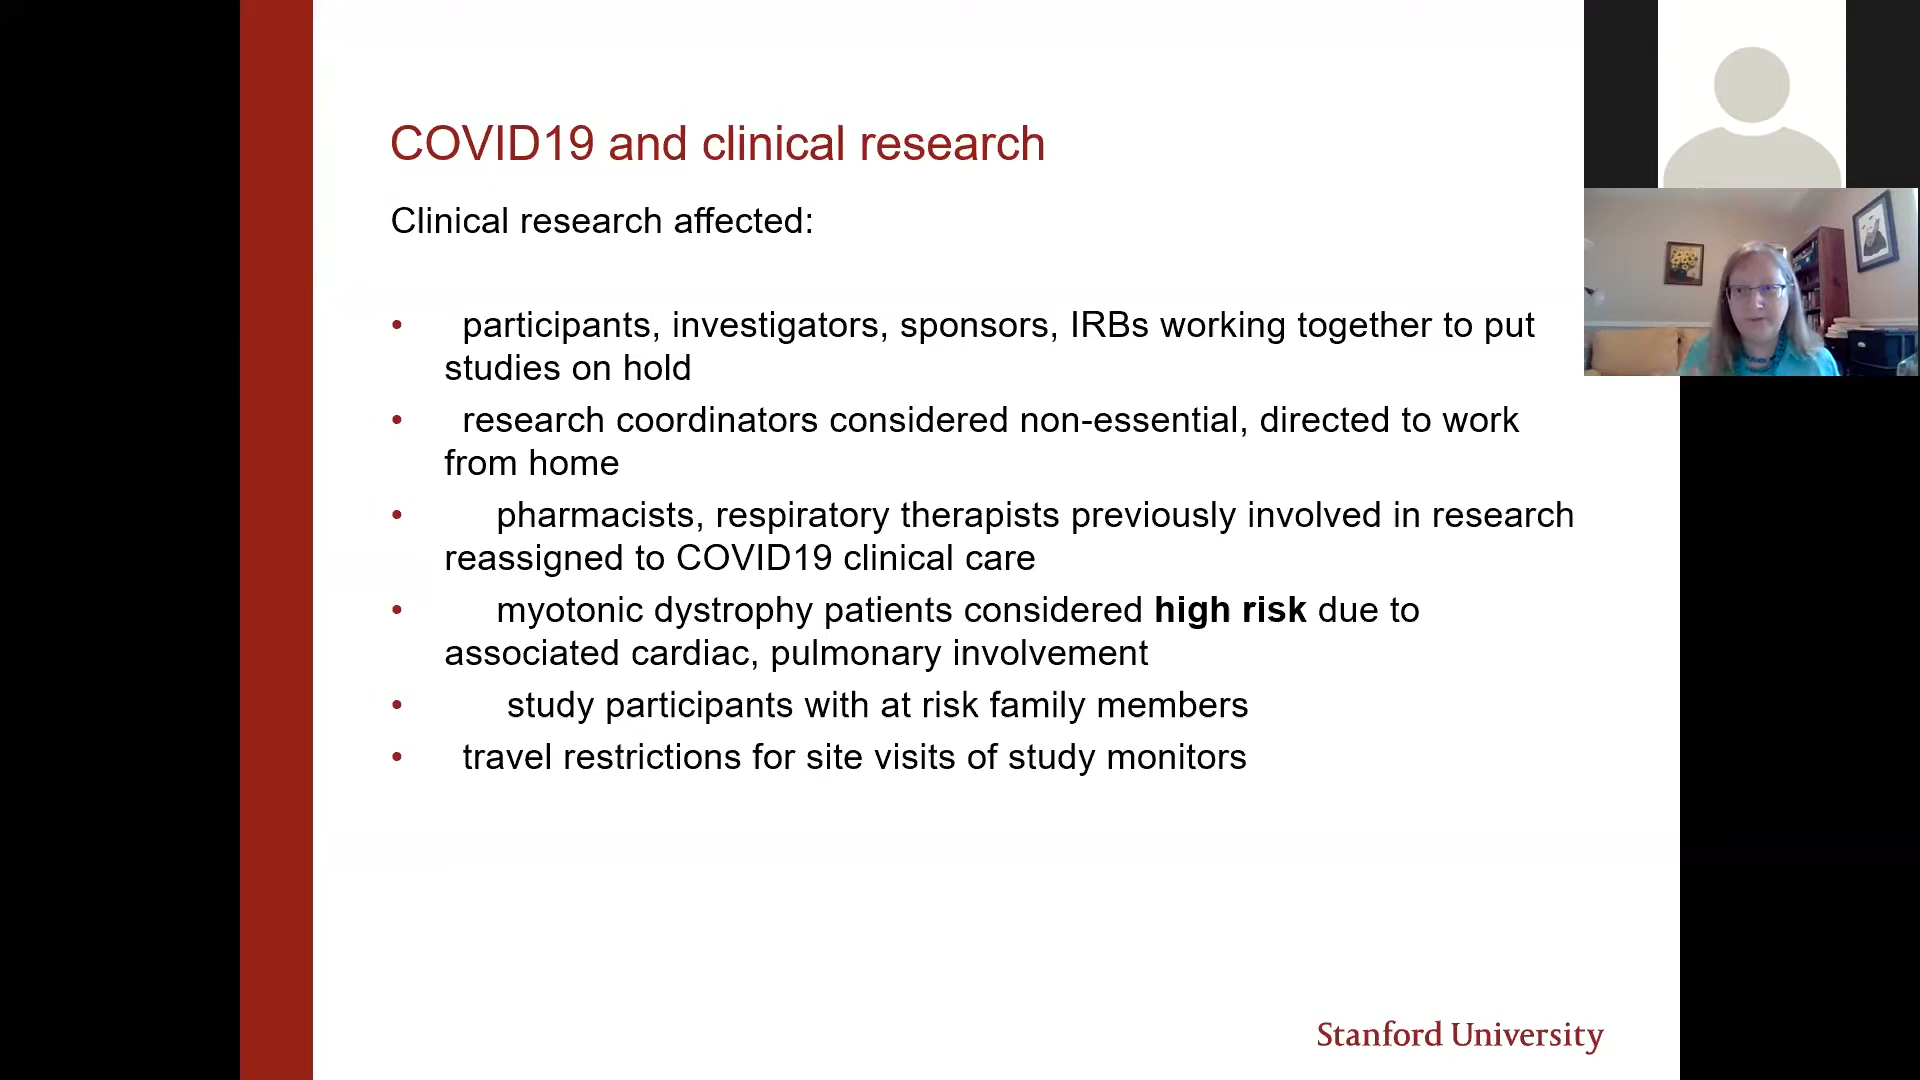 COVID19 and clinical research
Clinical research affected:
• participants, investigators, sponsors, IRBs working together to put
studies on hold
• research coordinators considered non-essential, directed to work
from home
• pharmacists, respiratory therapists previously involved in research
reassigned to COVID19 clinical care
• myotonic dystrophy patients considered high risk due to
associated cardiac, pulmonary involvement
• study participants with at risk family members
• travel restrictions for site visits of study monitors
Stanford University